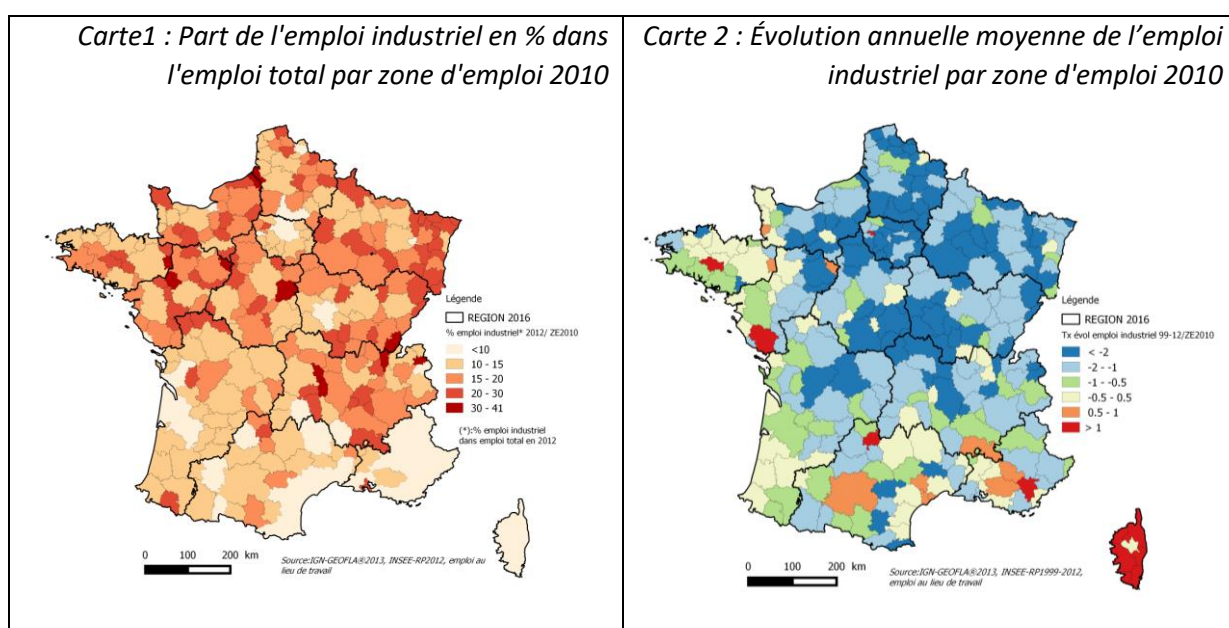 Carte1 : Part de l'emploi industriel en % dans
l'emploi total par zone d'emploi 2010
Légende
REGION 2016
% emploi industriel* 2012/ ZE2010
<10
10 - 15
15 - 20
20 - 30
30 - 41
(*):% emploi industriel
dans emploi total en 2012
0 100 200 km
Source:IGN-GEOFLA®2013, INSEE-RP2012, emploi au
lieu de travail
Carte 2 : Évolution annuelle moyenne de l’emploi
industriel par zone d'emploi 2010
Légende
REGION 2016
Tx évol emploi industriel 99-12/ZE2010
< -2
-2 - -1
-1 - -0.5
-0.5 - 0.5
0.5 - 1
> 1
0 100 200 km
Source:IGN-GEOFLA®2013, INSEE-RP1999-2012,
emploi au lieu de travail